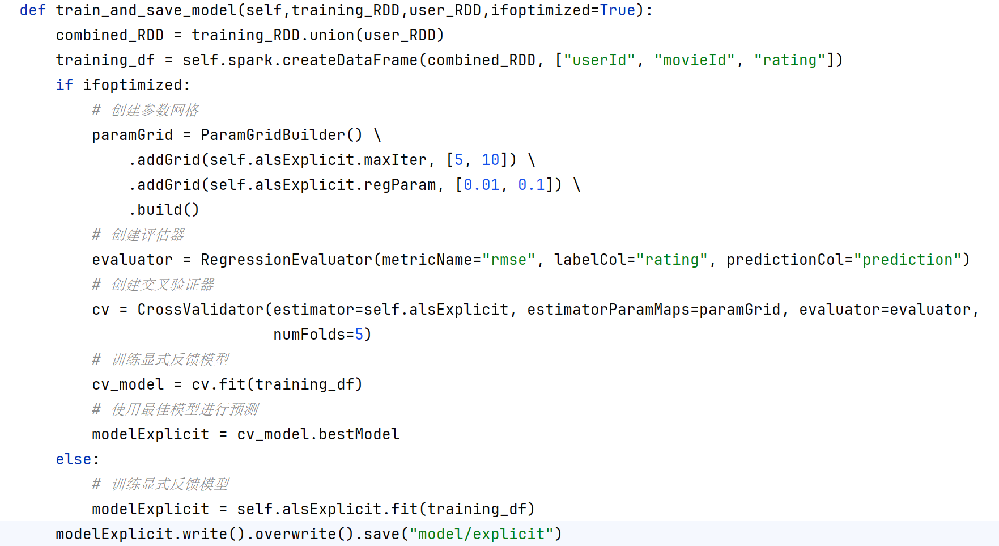 def train_and_save_model(self,training_RDD,user_RDD,ifoptimized=True):
    combined_RDD = training_RDD.union(user_RDD)
    training_df = self.spark.createDataFrame(combined_RDD, ["userId", "movieId", "rating"])
    if ifoptimized:
        # 创建参数网格
        paramGrid = ParamGridBuilder() \
            .addGrid(self.alsExplicit.maxIter, [5, 10]) \
            .addGrid(self.alsExplicit.regParam, [0.01, 0.1]) \
            .build()
        # 创建评估器
        evaluator = RegressionEvaluator(metricName="rmse", labelCol="rating", predictionCol="prediction")
        # 创建交叉验证器
        cv = CrossValidator(estimator=self.alsExplicit, estimatorParamMaps=paramGrid, evaluator=evaluator,
                            numFolds=5)
        # 训练显式反馈模型
        cv_model = cv.fit(training_df)
        # 使用最佳模型进行预测
        modelExplicit = cv_model.bestModel
    else:
        # 训练显式反馈模型
        modelExplicit = self.alsExplicit.fit(training_df)
    modelExplicit.write().overwrite().save("model/explicit")